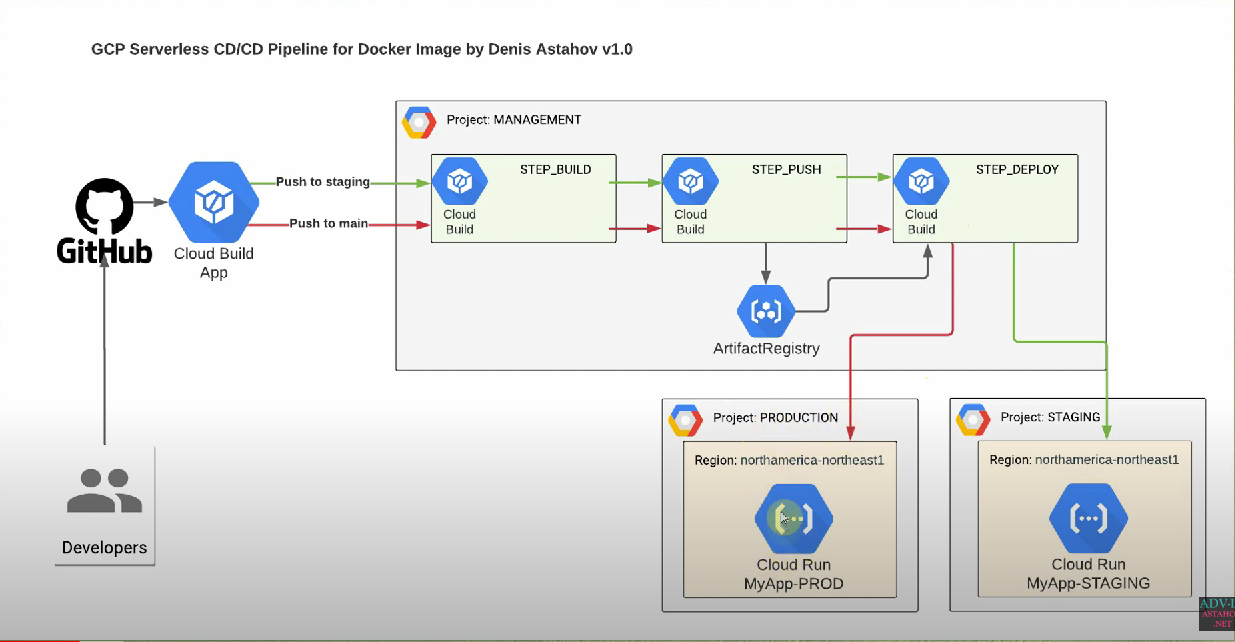 GCP Serverless CD/CD Pipeline for Docker Image by Denis Astahov v1.0
Project: MANAGEMENT
STEP_BUILD
Cloud
Build
STEP_PUSH
Cloud
Build
STEP_DEPLOY
Cloud
Build
Push to staging
Push to main
GitHub
Cloud Build
App
ArtifactRegistry
Project: PRODUCTION
Region: northamerica-northeast1
Cloud Run
MyApp-PROD
Project: STAGING
Region: northamerica-northeast1
Cloud Run
MyApp-STAGING
Developers
.NET